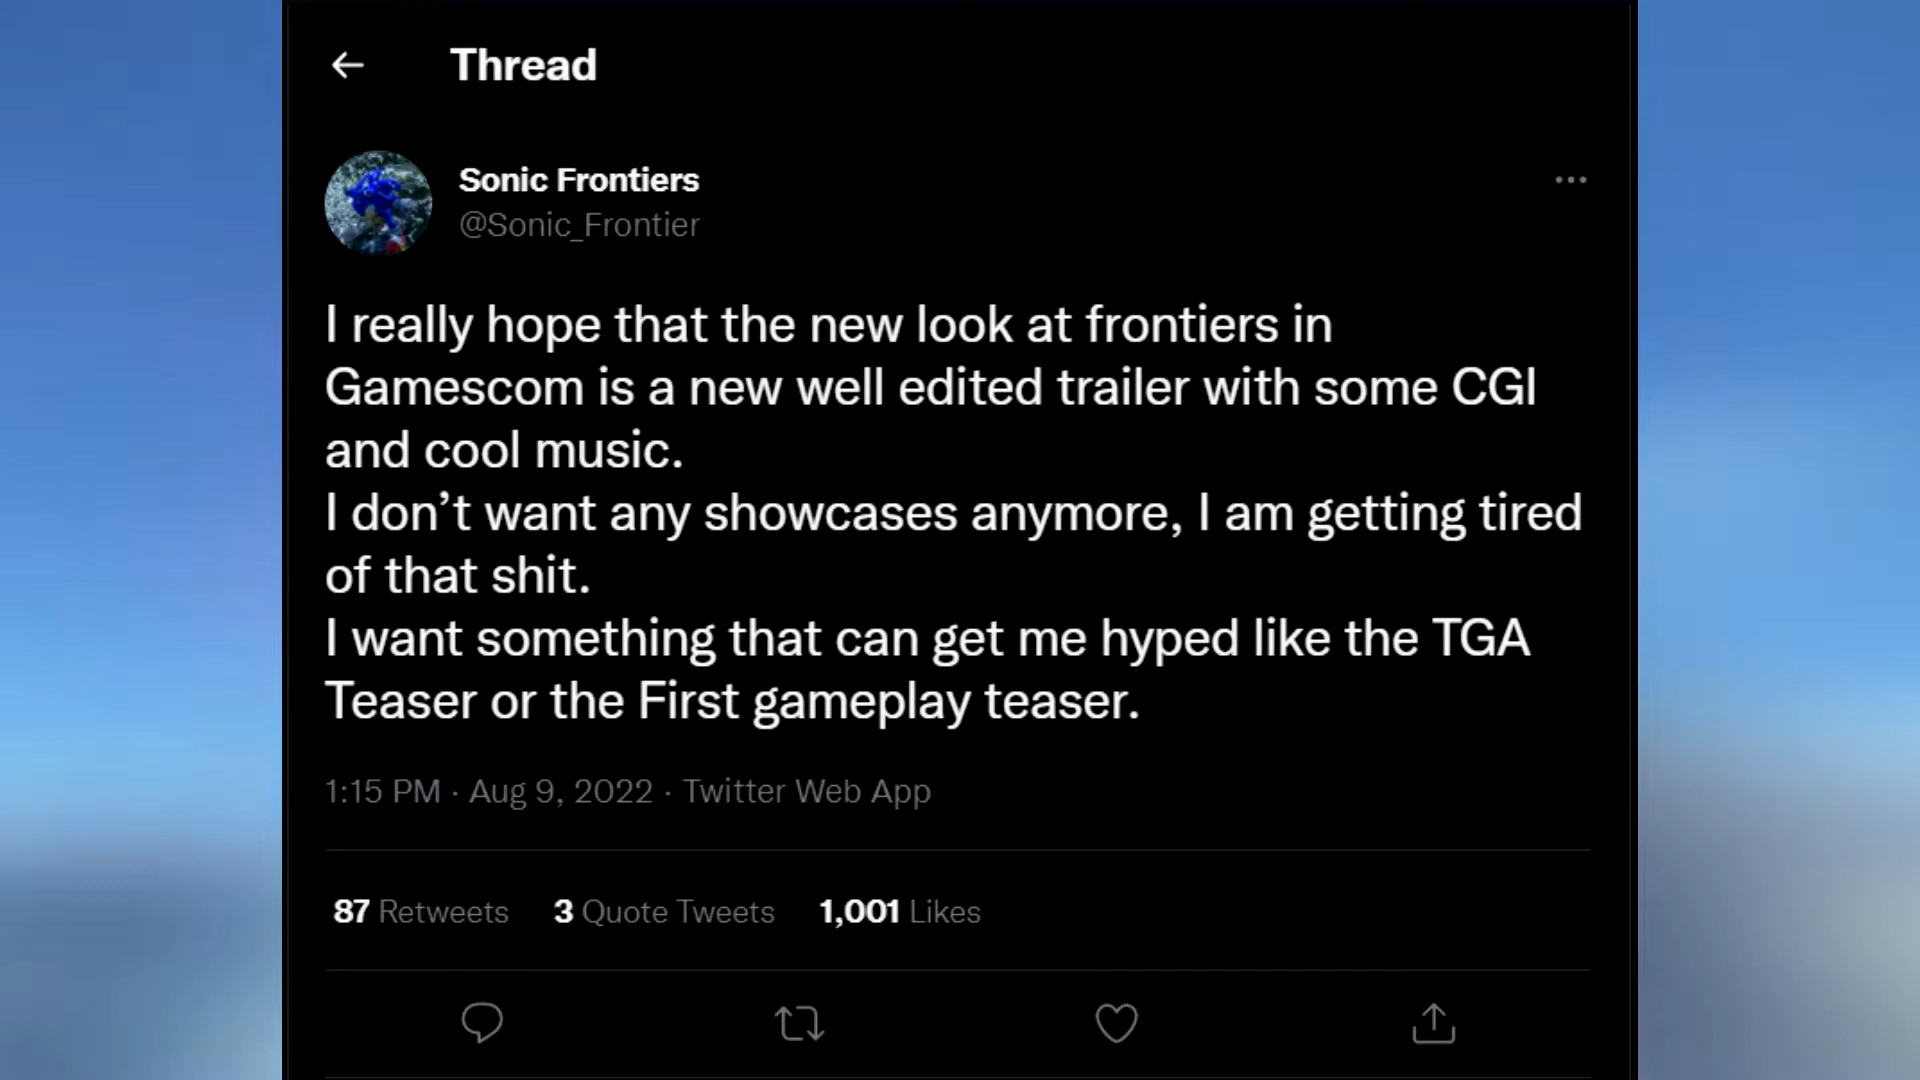 Thread
Sonic Frontiers
@Sonic_Frontier
I really hope that the new look at frontiers in
Gamescom is a new well edited trailer with some CGI
and cool music.
I don’t want any showcases anymore, I am getting tired
of that shit.
I want something that can get me hyped like the TGA
Teaser or the First gameplay teaser.
1:15 PM · Aug 9, 2022 · Twitter Web App
87 Retweets 3 Quote Tweets 1,001 Likes